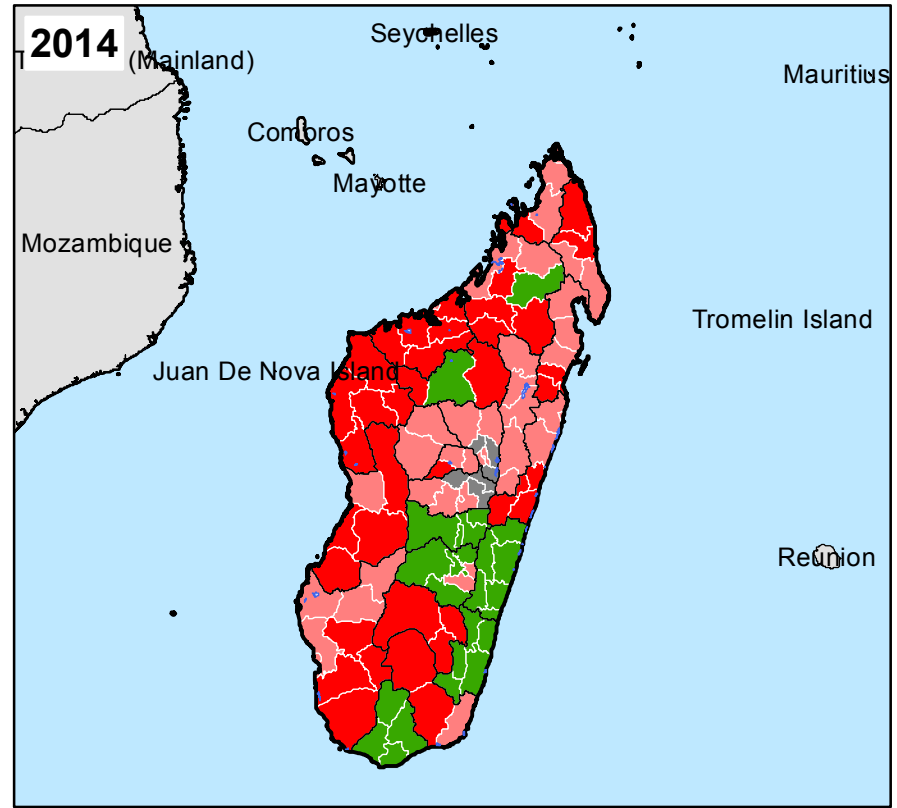 2014
Seychelles
(Mainland)
Mauritius
Comoros
Mayotte
Mozambique
Tromelin Island
Juan De Nova Island
Reunion